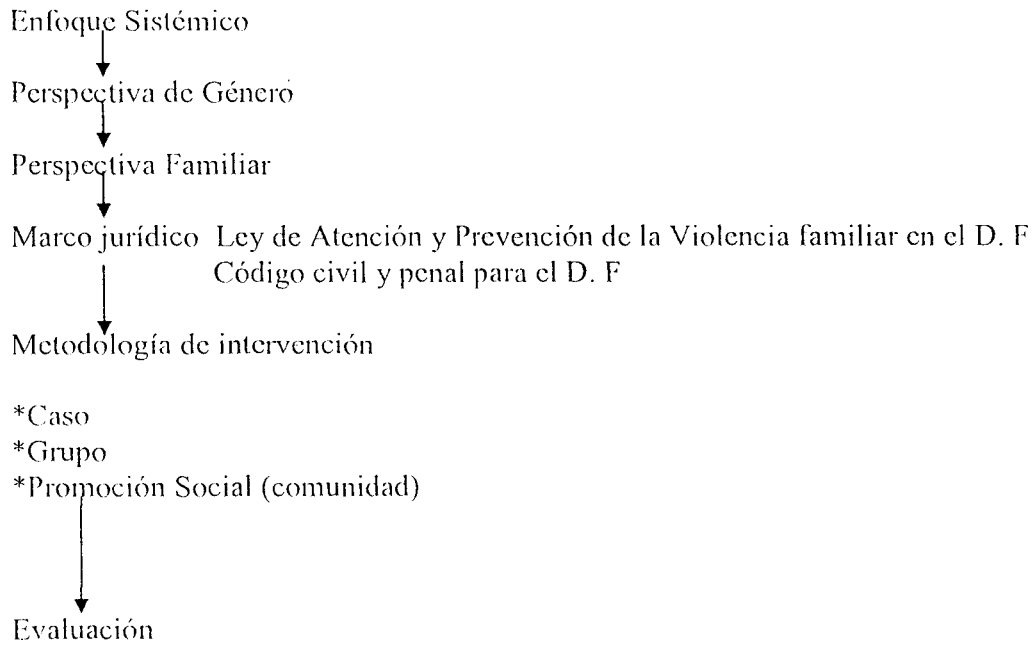 Enfoque Sistémico
Perspectiva de Género
Perspectiva Familiar
Marco jurídico Ley de Atención y Prevención de la Violencia familiar en el D. F
Código civil y penal para el D. F
Metodología de intervención
*Caso
*Grupo
*Promoción Social (comunidad)
Evaluación